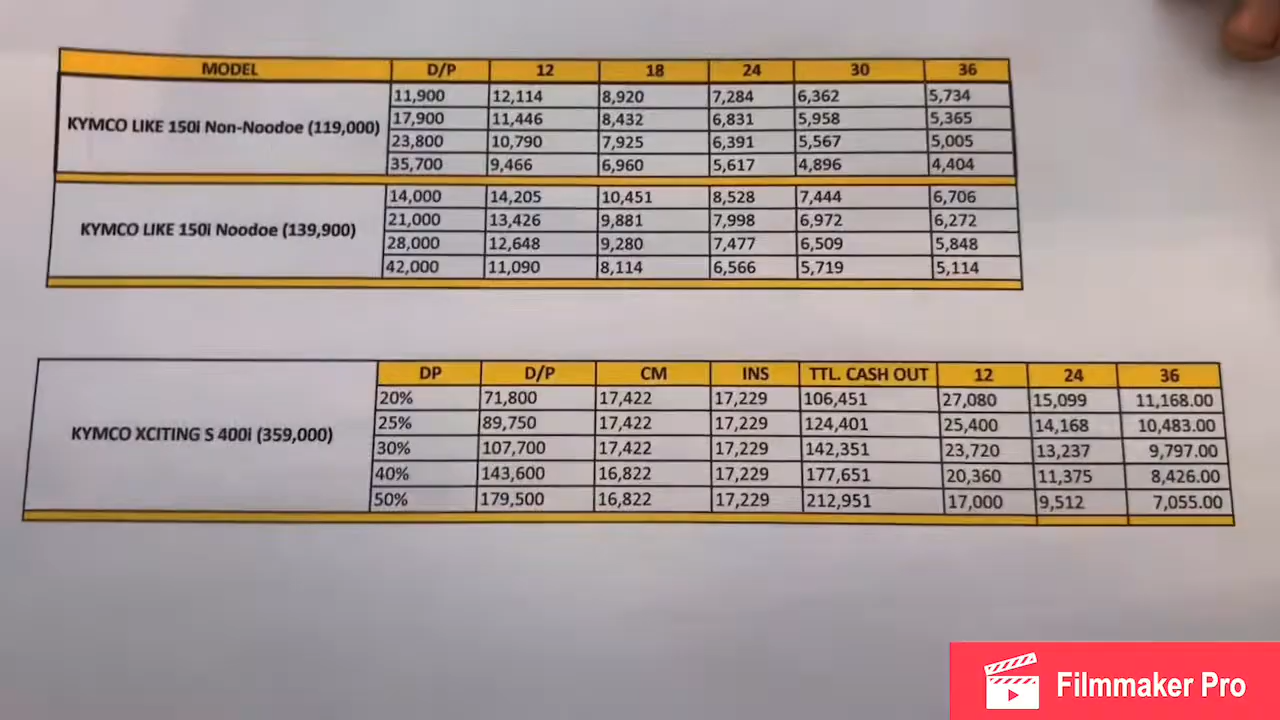 MODEL D/P 12 18 24 30 36
KYMCO LIKE 150i Non-Noodoe (119,000)
11,900 12,114 8,920 7,284 6,362 5,734
17,900 11,446 8,432 6,831 5,958 5,365
23,800 10,790 7,925 6,391 5,567 5,005
35,700 9,466 6,960 5,617 4,896 4,404
KYMCO LIKE 150i Noodoe (139,900)
14,000 14,205 10,451 8,528 7,444 6,706
21,000 13,426 9,881 7,998 6,972 6,272
28,000 12,648 9,280 7,477 6,509 5,848
42,000 11,090 8,114 6,566 5,719 5,114
DP D/P CM INS TTL. CASH OUT 12 24 36
KYMCO XCITING S 400i (359,000)
20% 71,800 17,422 17,229 106,451 27,080 15,099 11,168.00
25% 89,750 17,422 17,229 124,401 25,400 14,168 10,483.00
30% 107,700 17,422 17,229 142,351 23,720 13,237 9,797.00
40% 143,600 16,822 17,229 177,651 20,360 11,375 8,426.00
50% 179,500 16,822 17,229 212,951 17,000 9,512 7,055.00
Filmmaker Pro